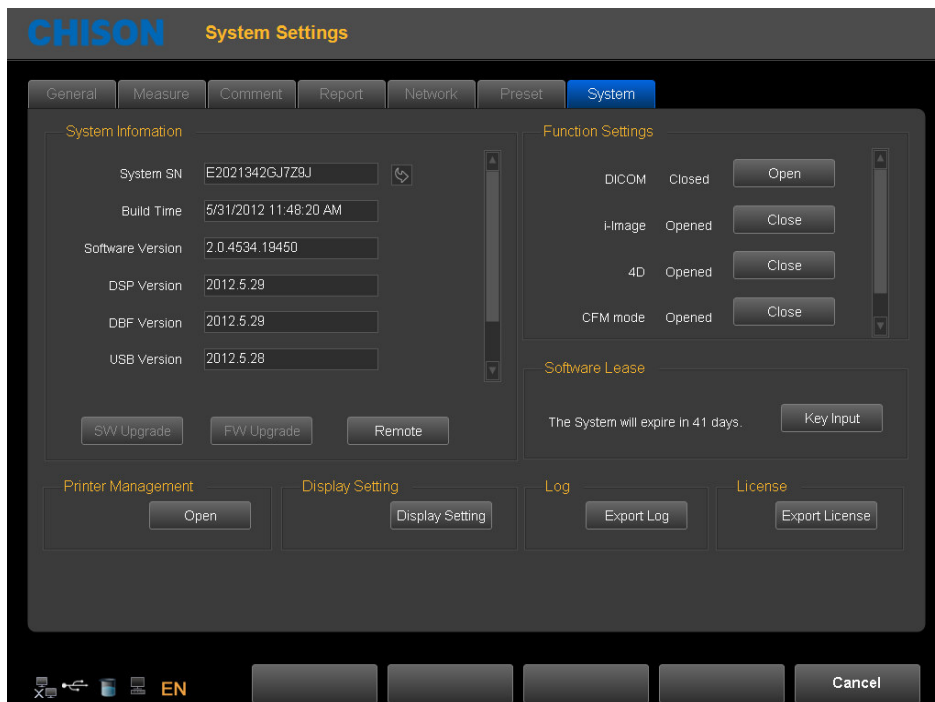 CHISON System Settings
General Measure Comment Report Network Preset System
System Infomation
System SN E2021342GJ7Z9J
Build Time 5/31/2012 11:48:20 AM
Software Version 2.0.4534.19450
DSP Version 2012.5.29
DBF Version 2012.5.29
USB Version 2012.5.28
SW Upgrade FW Upgrade Remote
Function Settings
DICOM Closed Open
i-Image Opened Close
4D Opened Close
CFM mode Opened Close
Software Lease
The System will expire in 41 days. Key Input
Printer Management
Open
Display Setting
Display Setting
Log
Export Log
License
Export License
EN Cancel